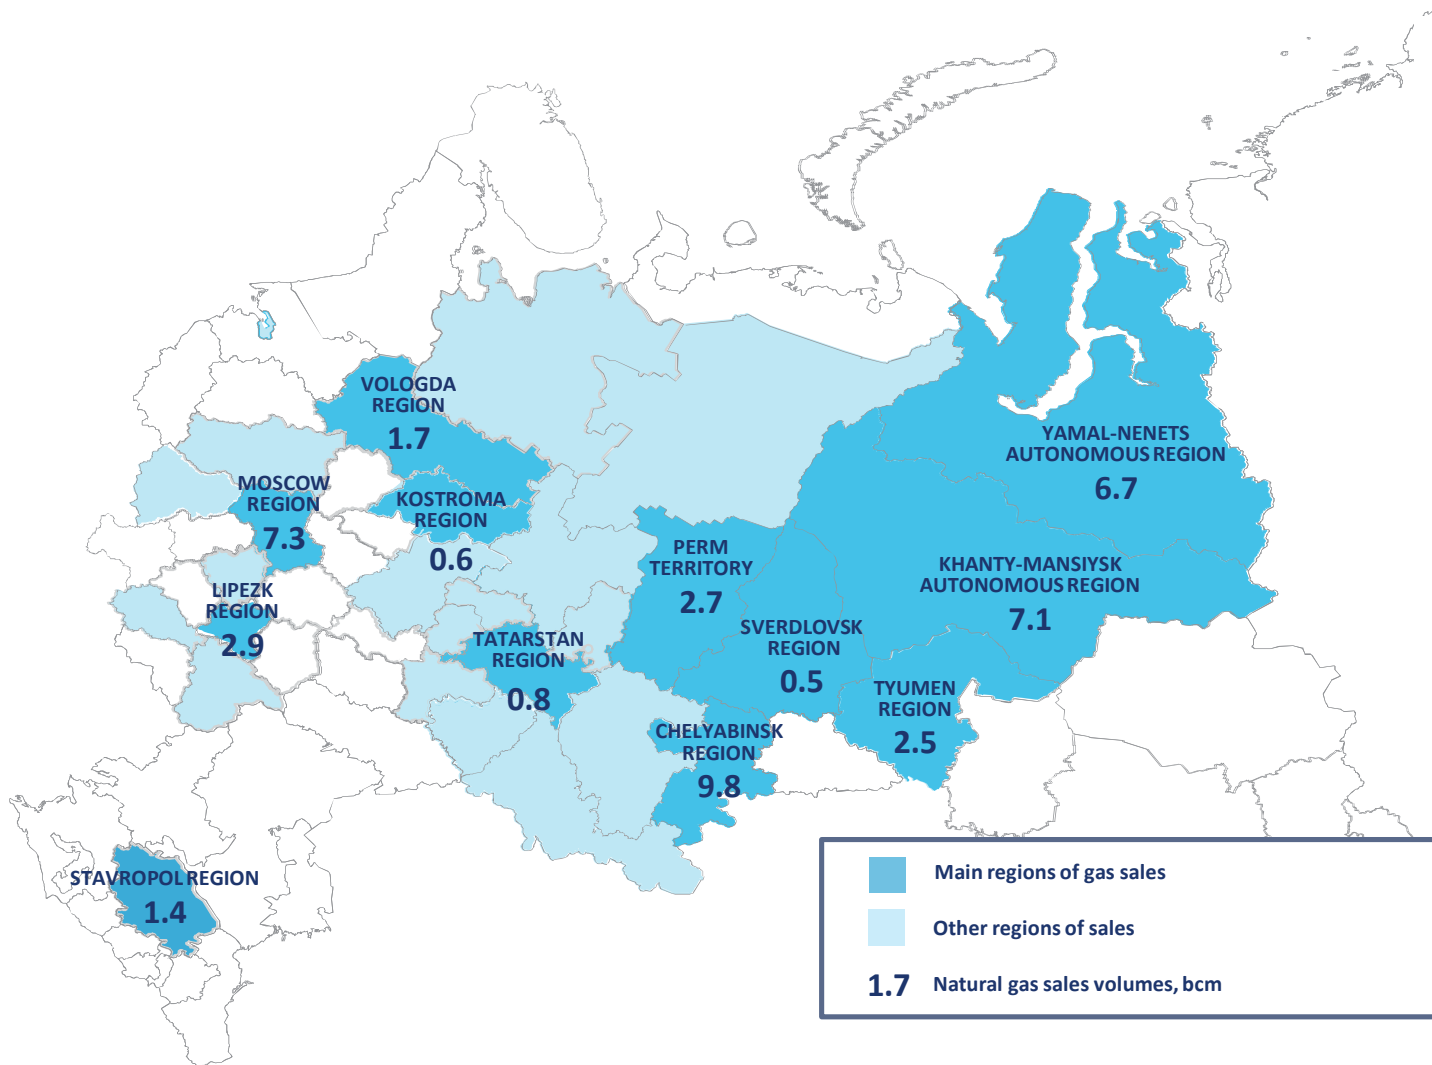 VOLOGDA
REGION
1.7
YAMAL-NENETS
AUTONOMOUS REGION
6.7
MOSCOW
REGION
7.3
KOSTROMA
REGION
0.6
PERM
TERRITORY
2.7
KHANTY-MANSIYSK
AUTONOMOUS REGION
7.1
LIPEZK
REGION
2.9
TATARSTAN
REGION
0.8
SVERDLOVSK
REGION
0.5
TYUMEN
REGION
2.5
CHELYABINSK
REGION
9.8
STAVROPOL REGION
1.4
Main regions of gas sales
Other regions of sales
1.7 Natural gas sales volumes, bcm